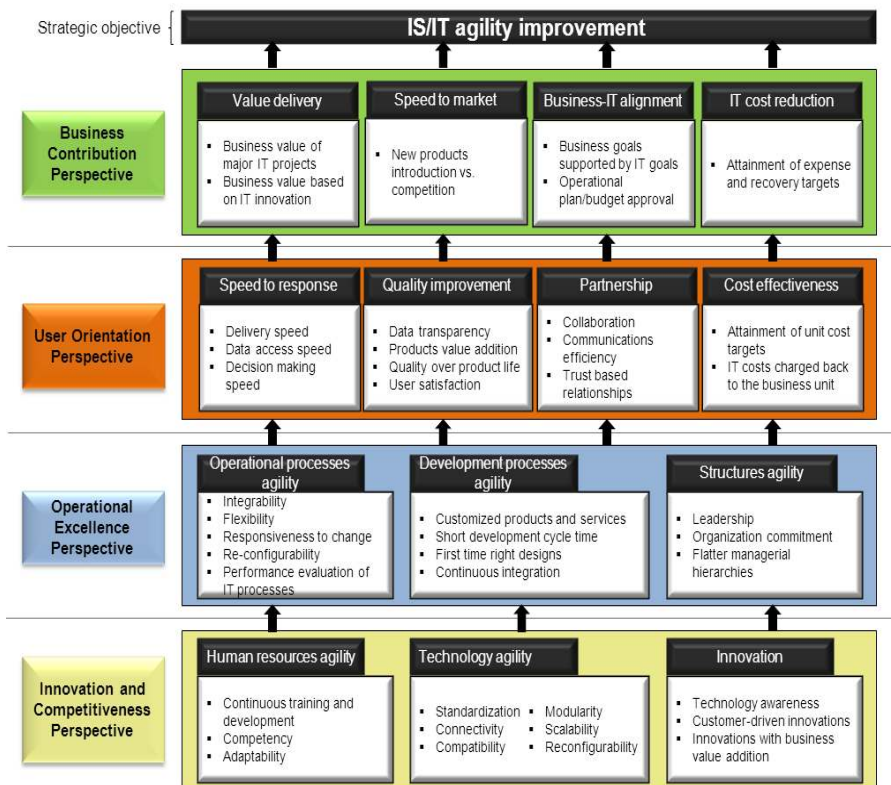 Strategic objective
IS/IT agility improvement
Business
Contribution
Perspective
Value delivery
▪ Business value of
major IT projects
▪ Business value based
on IT innovation
Speed to market
▪ New products
introduction vs.
competition
Business-IT alignment
▪ Business goals
supported by IT goals
▪ Operational
plan/budget approval
IT cost reduction
▪ Attainment of expense
and recovery targets
User Orientation
Perspective
Speed to response
▪ Delivery speed
▪ Data access speed
▪ Decision making
speed
Quality improvement
▪ Data transparency
▪ Products value addition
▪ Quality over product life
▪ User satisfaction
Partnership
▪ Collaboration
▪ Communications
efficiency
▪ Trust based
relationships
Cost effectiveness
▪ Attainment of unit cost
targets
▪ IT costs charged back
to the business unit
Operational
Excellence
Perspective
Operational processes
agility
▪ Integrability
▪ Flexibility
▪ Responsiveness to change
▪ Re-configurability
▪ Performance evaluation of
IT processes
Development processes
agility
▪ Customized products and services
▪ Short development cycle time
▪ First time right designs
▪ Continuous integration
Structures agility
▪ Leadership
▪ Organization commitment
▪ Flatter managerial
hierarchies
Innovation and
Competitiveness
Perspective
Human resources agility
▪ Continuous training and
development
▪ Competency
▪ Adaptability
Technology agility
▪ Standardization
▪ Connectivity
▪ Compatibility
▪ Modularity
▪ Scalability
▪ Reconfigurability
Innovation
▪ Technology awareness
▪ Customer-driven innovations
▪ Innovations with business
value addition